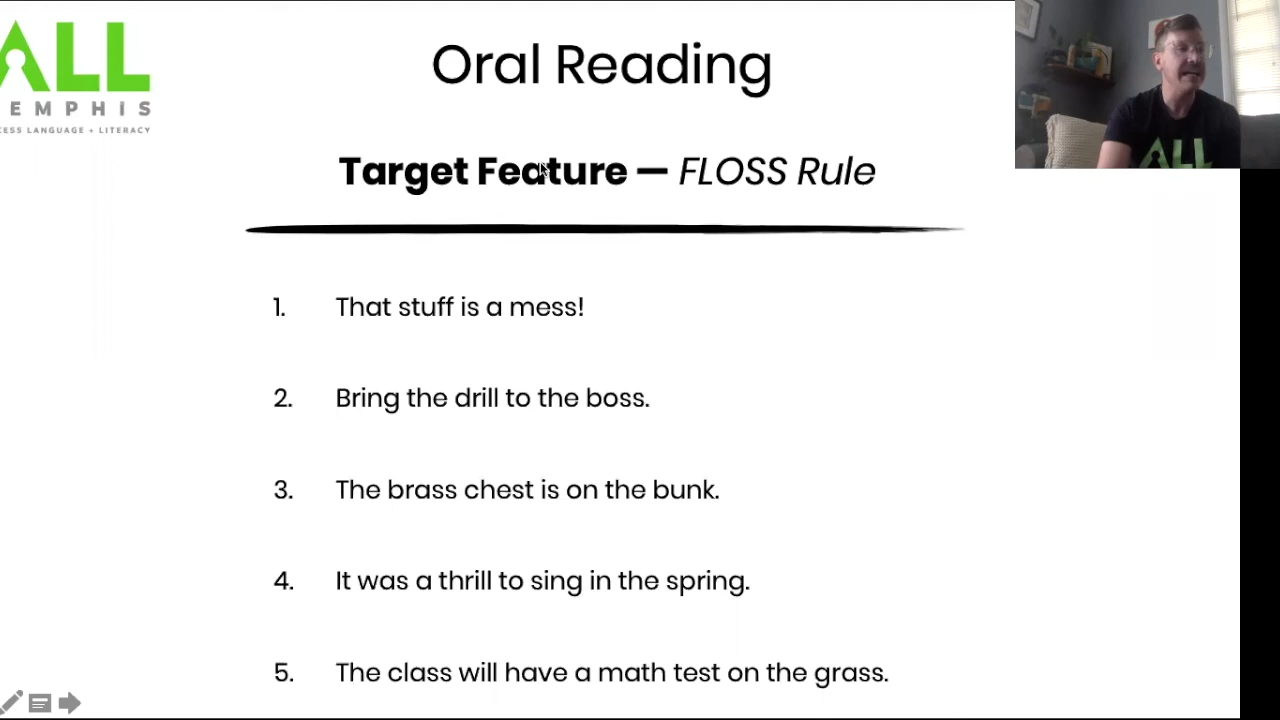 ALL
EMPHIS
CESS LANGUAGE + LITERACY
Oral Reading
Target Feature — FLOSS Rule
1. That stuff is a mess!
2. Bring the drill to the boss.
3. The brass chest is on the bunk.
4. It was a thrill to sing in the spring.
5. The class will have a math test on the grass.
ALL